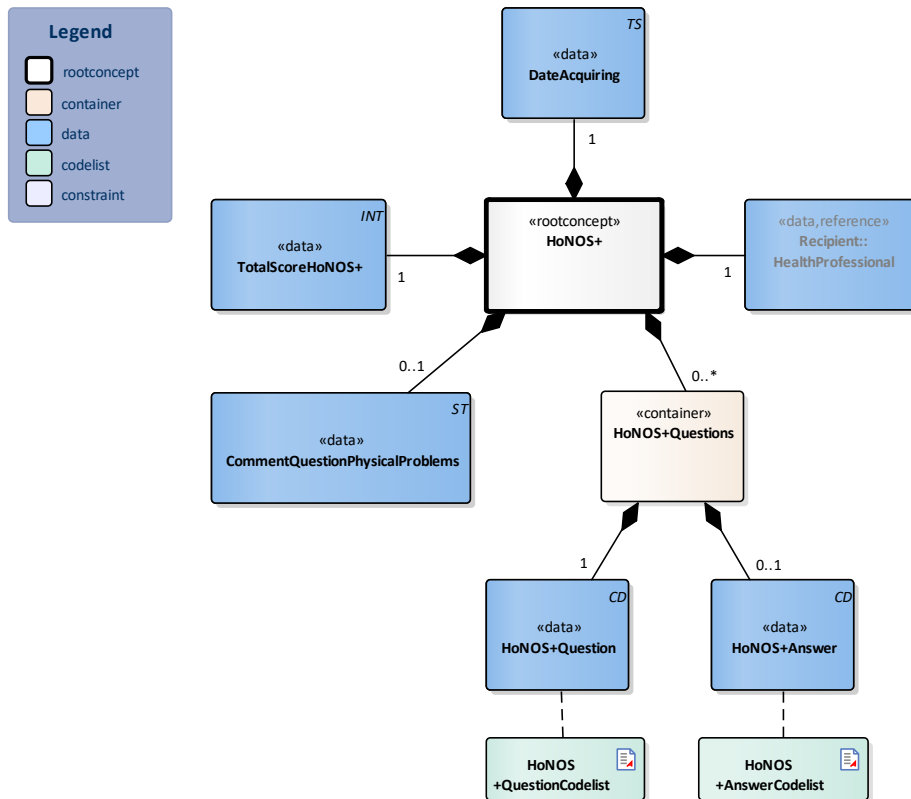 Legend
rootconcept
container
data
codelist
constraint
TS
«data»
DateAcquiring
1
INT
«data»
TotalScoreHoNOS+
1
«rootconcept»
HoNOS+
«data,reference»
Recipient::
HealthProfessional
1
0..1
0..*
ST
«data»
CommentQuestionPhysicalProblems
«container»
HoNOS+Questions
1
0..1
CD
«data»
HoNOS+Question
CD
«data»
HoNOS+Answer
HoNOS
+QuestionCodelist
HoNOS
+AnswerCodelist